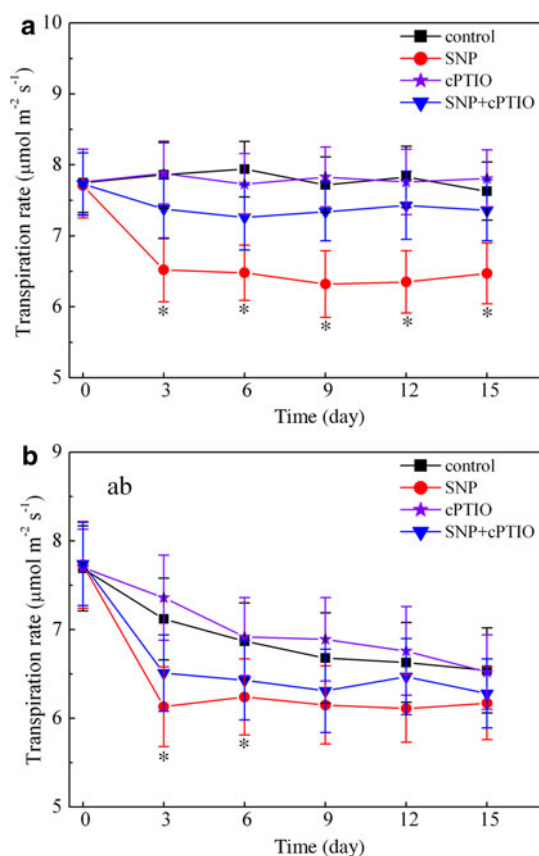 a
control
SNP
cPTIO
SNP+cPTIO
Transpiration rate (μmol m⁻² s⁻¹)
10
9
8
7
6
5
* * * * *
0 3 6 9 12 15
Time (day)
b
ab
control
SNP
cPTIO
SNP+cPTIO
Transpiration rate (μmol m⁻² s⁻¹)
9
8
7
6
5
* *
0 3 6 9 12 15
Time (day)